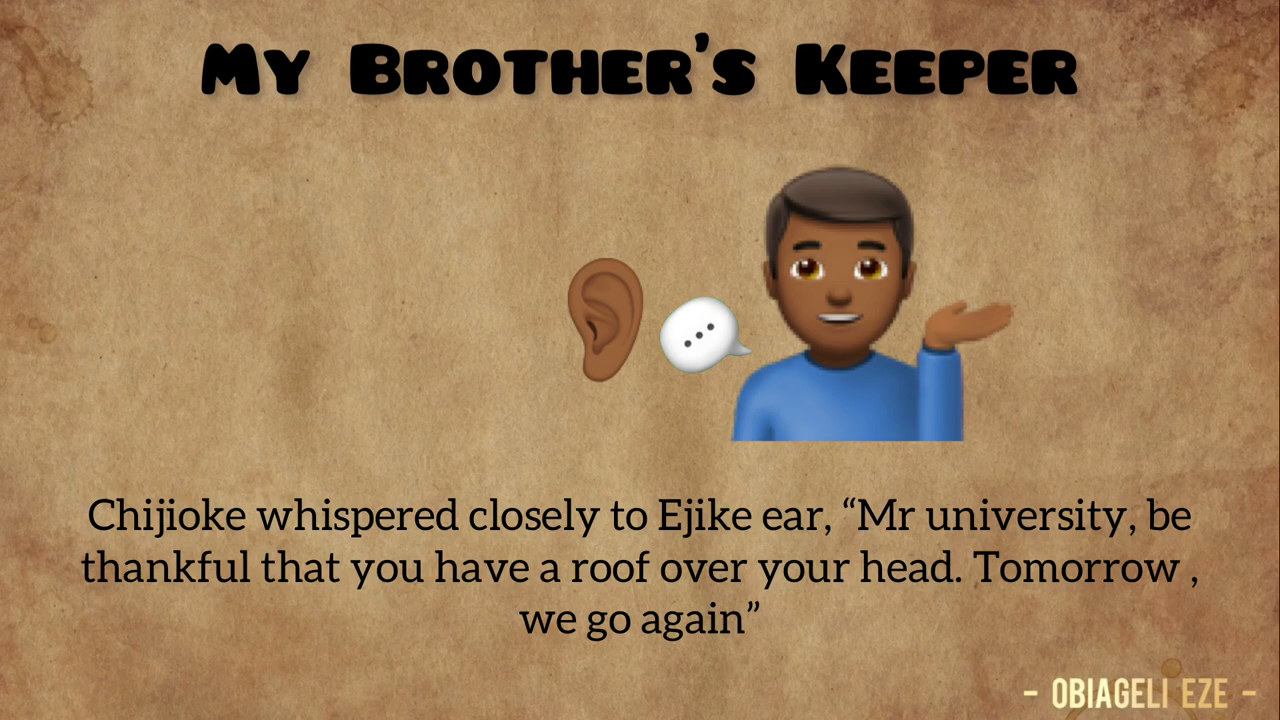 My Brother's Keeper
Chijioke whispered closely to Ejike ear, “Mr university, be
thankful that you have a roof over your head. Tomorrow ,
we go again”
- OBIAGELI EZE -